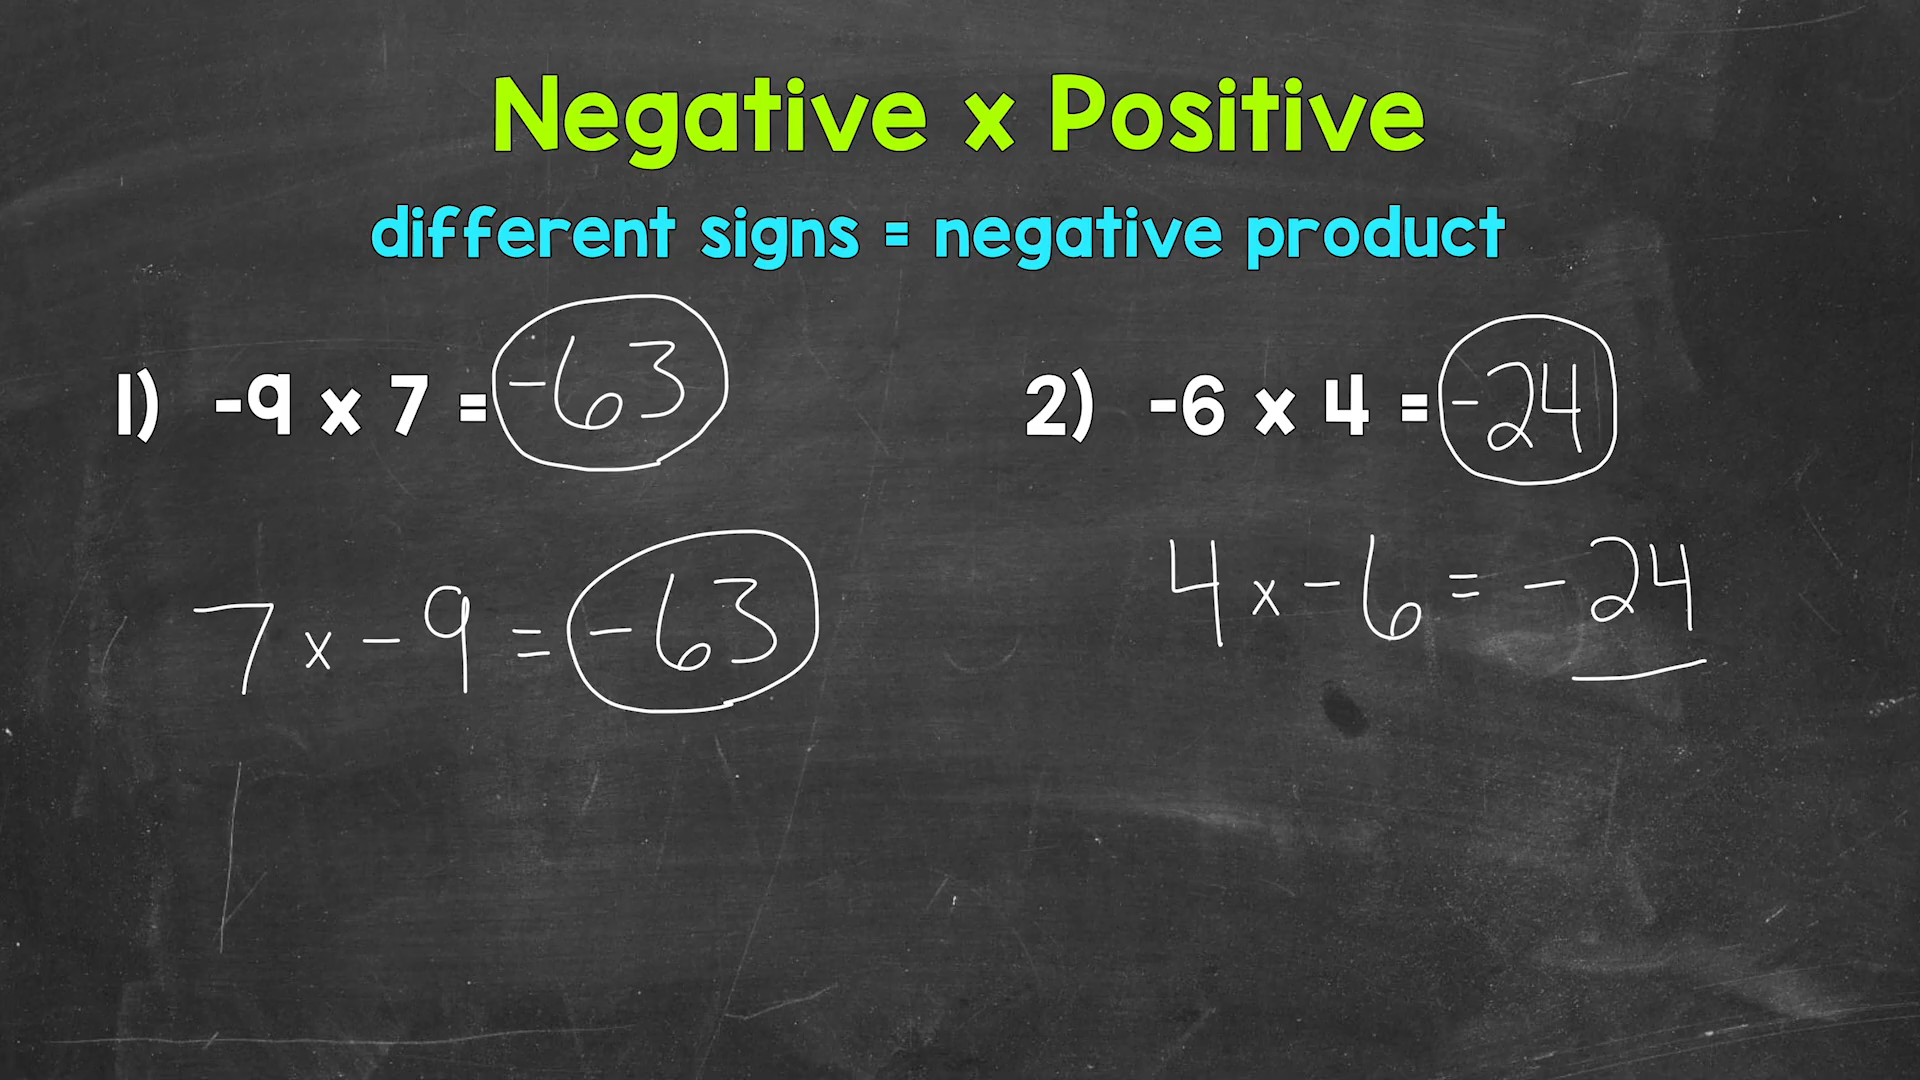 Negative x Positive
different signs = negative product
1) -9 x 7 = -63
2) -6 x 4 = -24
7 x - 9 = - 63
4 x - 6 = - 24